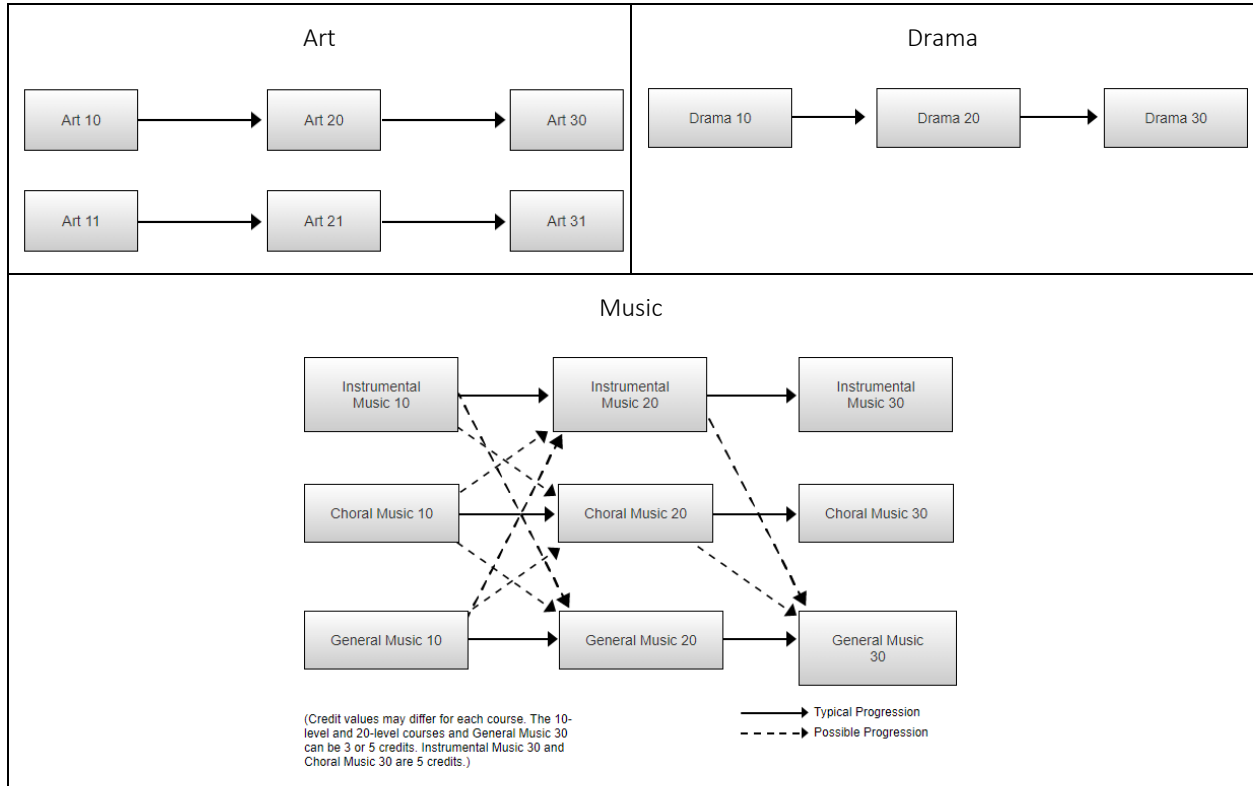 Art
Drama
Art 10
Art 20
Art 30
Drama 10
Drama 20
Drama 30
Art 11
Art 21
Art 31
Music
Instrumental
Music 10
Instrumental
Music 20
Instrumental
Music 30
Choral Music 10
Choral Music 20
Choral Music 30
General Music 10
General Music 20
General Music
30
(Credit values may differ for each course. The 10-
level and 20-level courses and General Music 30
can be 3 or 5 credits. Instrumental Music 30 and
Choral Music 30 are 5 credits.)
Typical Progression
Possible Progression